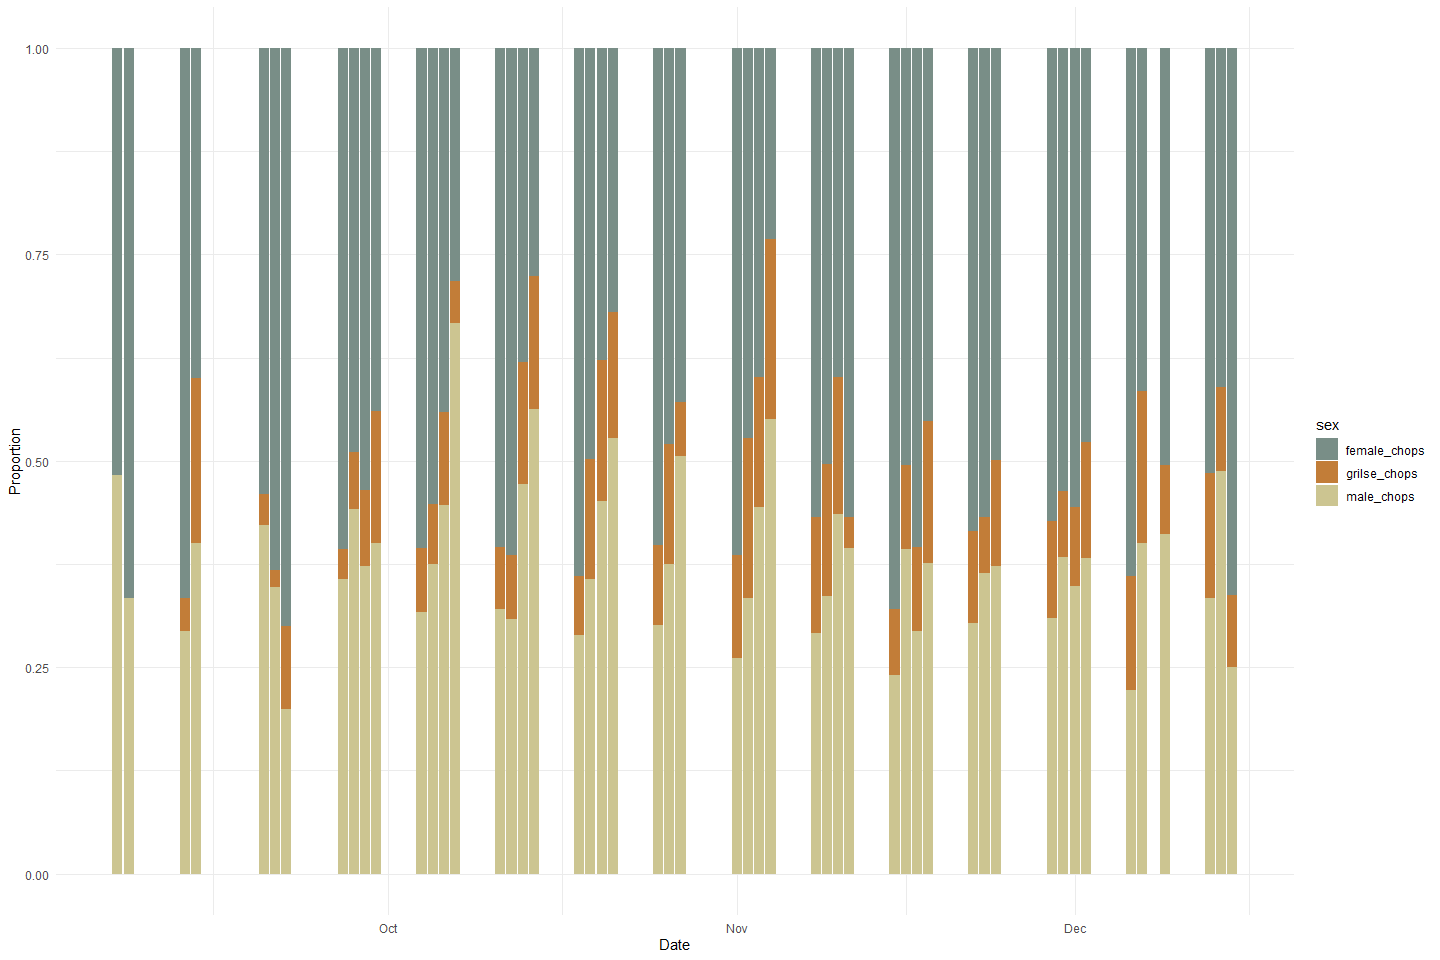 1.00
0.75
0.50
0.25
0.00
Proportion
Oct
Nov
Dec
Date
sex
female_chops
grilse_chops
male_chops